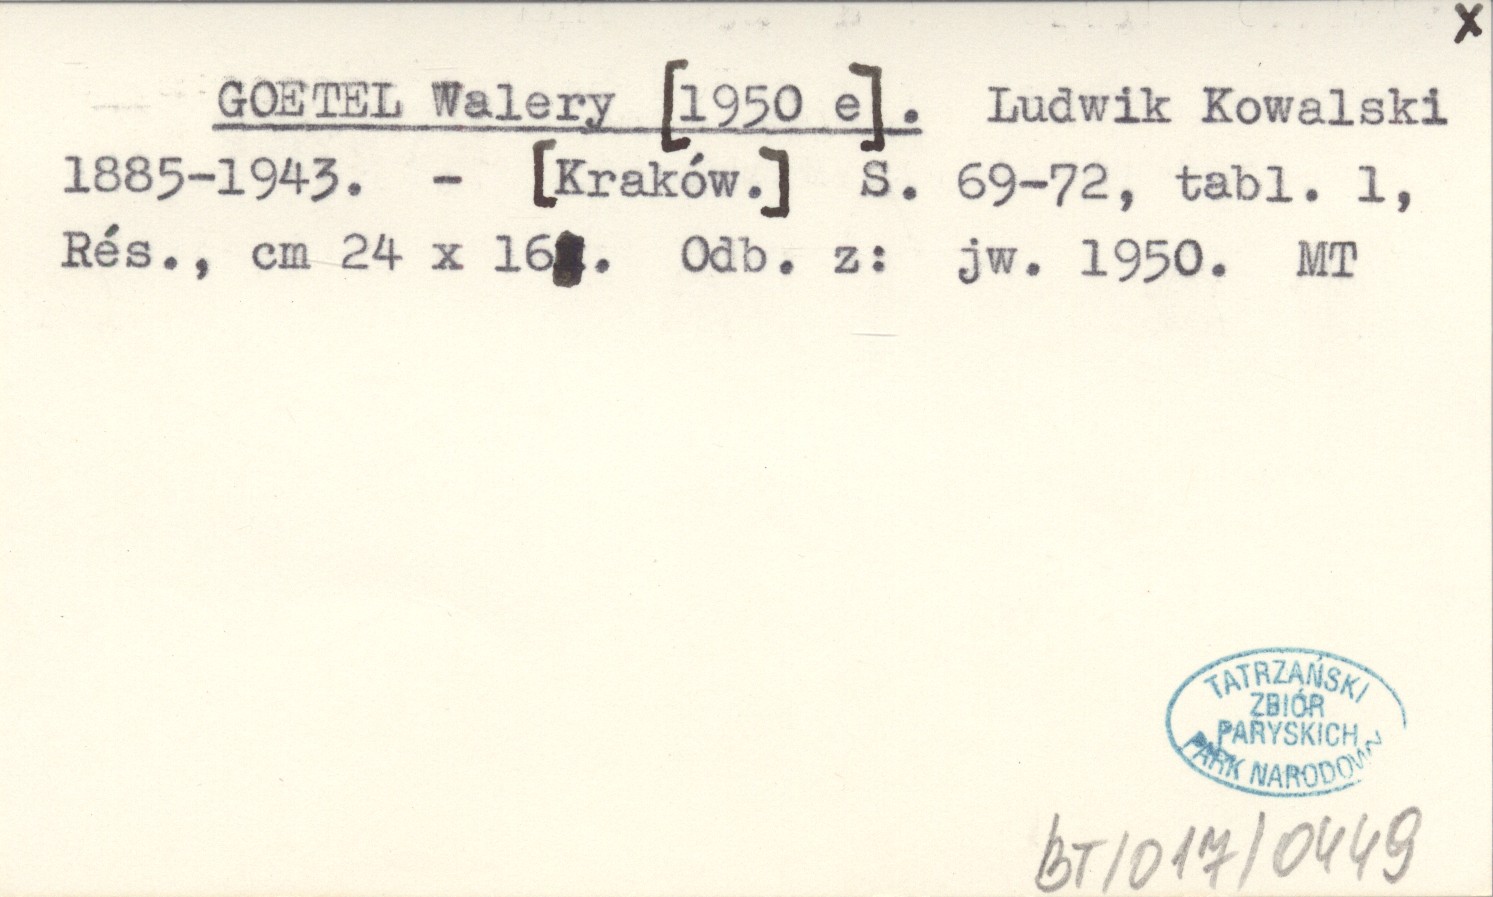 x
GOETEL Walery [1950 e]. Ludwik Kowalski
1885-1943. - [Kraków.] S. 69-72, tabl. 1,
Rés., cm 24 x 16 . Odb. z: jw. 1950. MT
TATRZAŃSKI
ZBIÓR
PARYSKICH
PARK NARODOWY
BT/017/0449